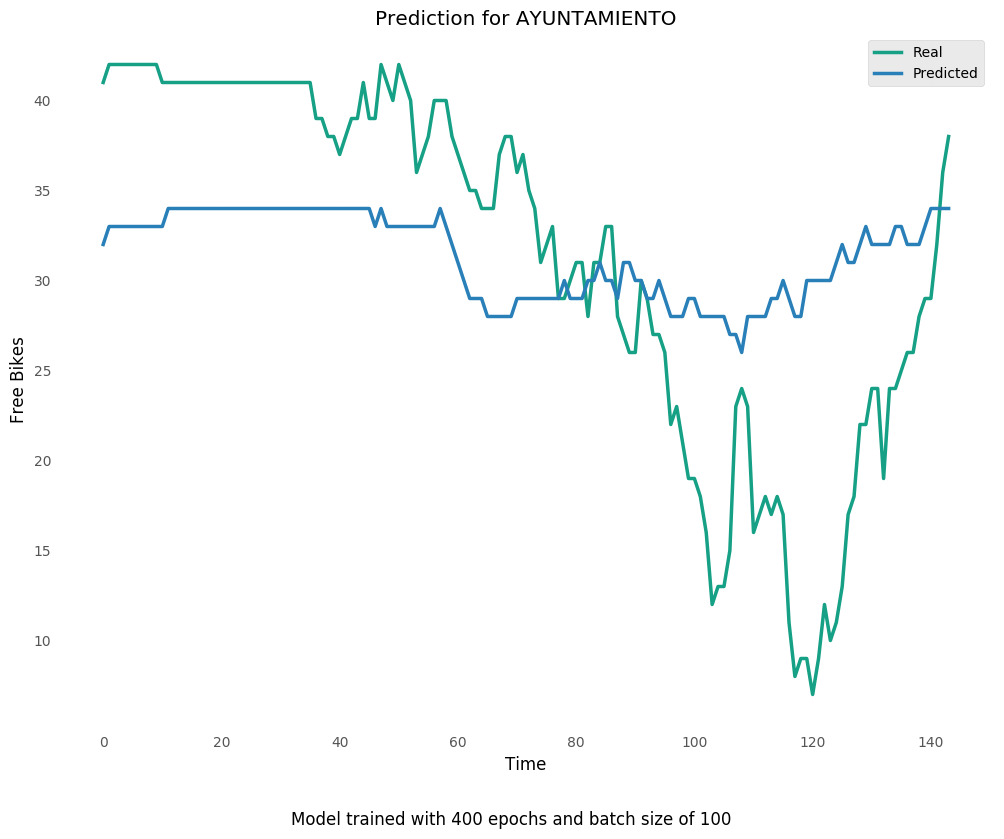 Prediction for AYUNTAMIENTO
Real
Predicted
40
35
30
25
20
15
10
Free Bikes
0 20 40 60 80 100 120 140
Time
Model trained with 400 epochs and batch size of 100